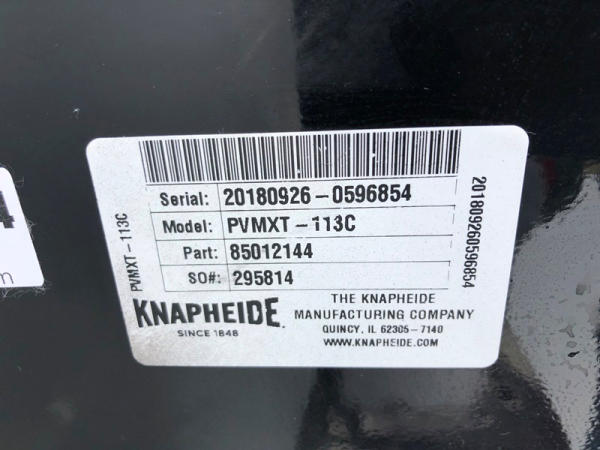 Serial: 20180926-0596854
Model: PVMXT-113C
Part: 85012144
SO#: 295814
PVMXT-113C
201809260596854
KNAPHEIDE
SINCE 1848
THE KNAPHEIDE
MANUFACTURING COMPANY
QUINCY, IL 62305-7140
WWW.KNAPHEIDE.COM
4
m